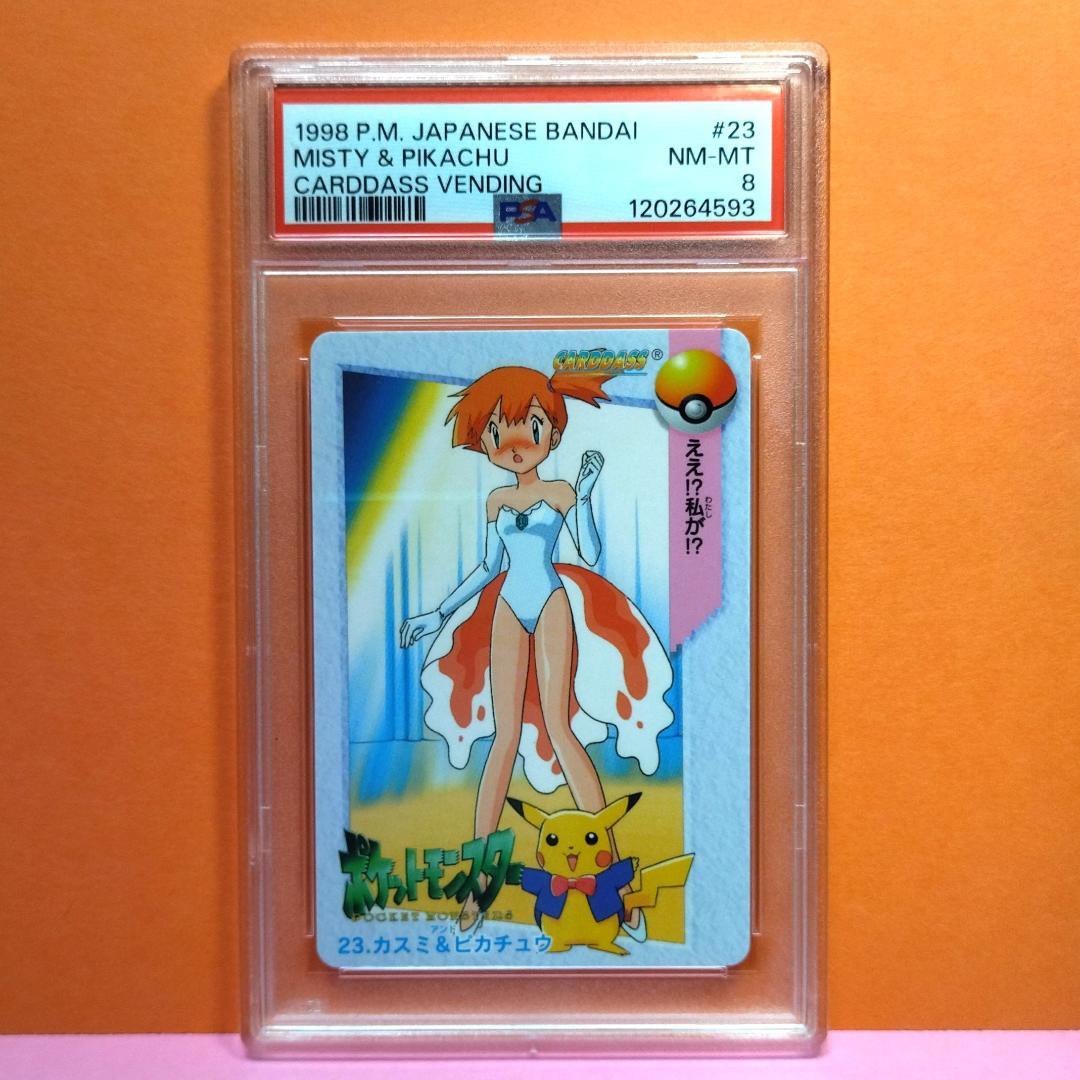 1998 P.M. JAPANESE BANDAI #23
MISTY & PIKACHU NM-MT
CARDDASS VENDING 8
PSA 120264593
CARDDASS®
ええ!?私が!?
わたし
ポケットモンスター
POCKET MONSTERS
アンド
23.カスミ&ピカチュウ